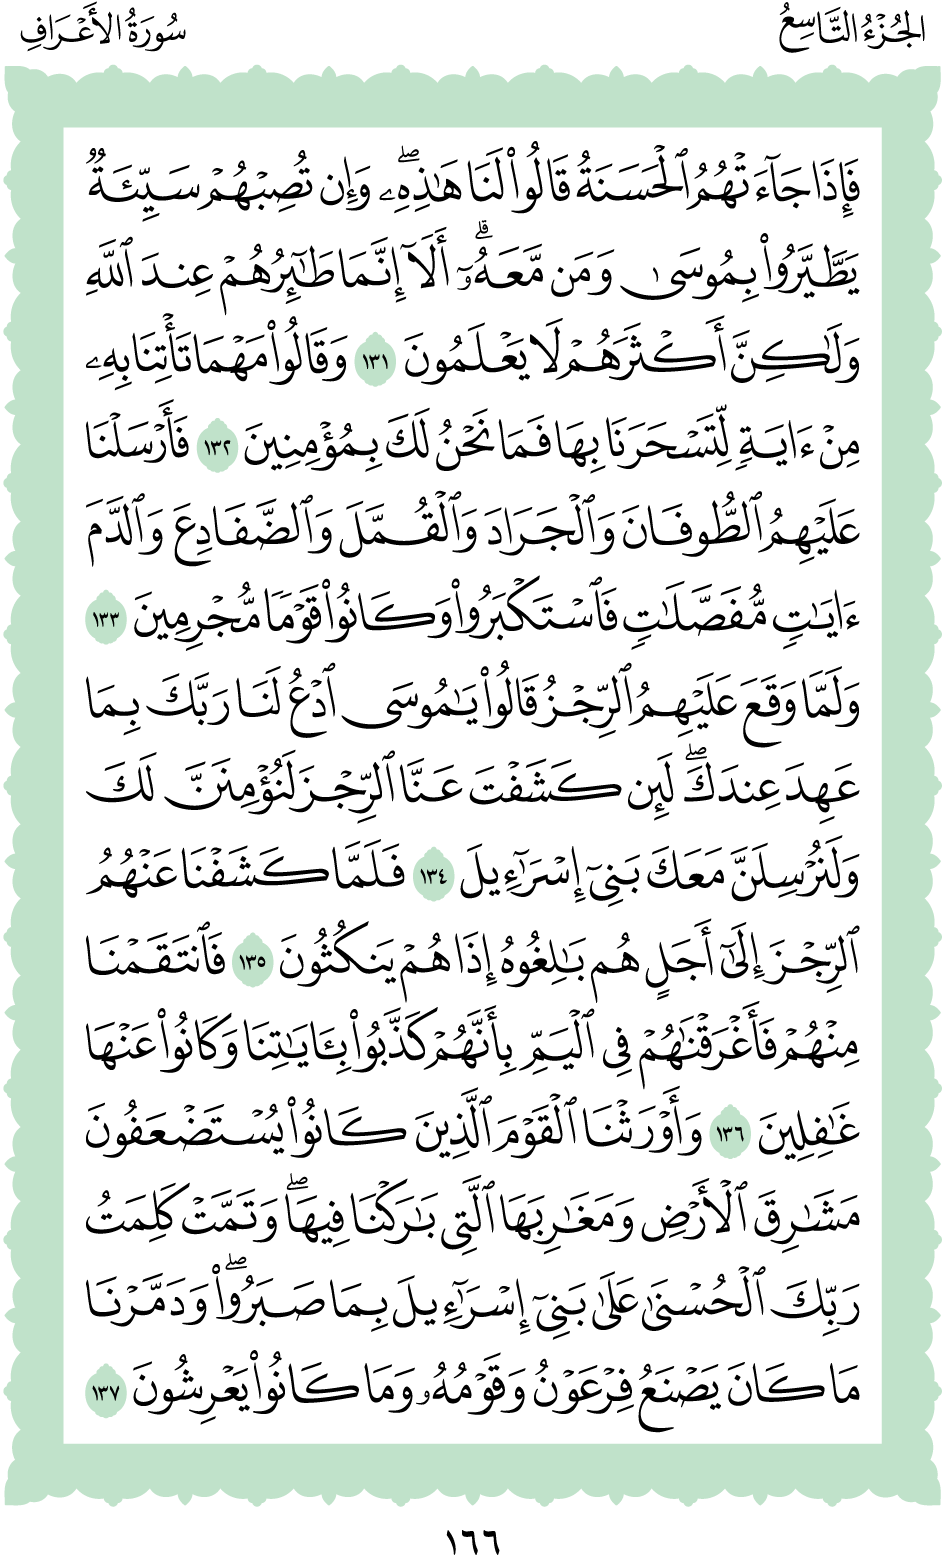 الجُزْءُ التَّاسِعُ
سُورَةُ الأَعْرَافِ
فَإِذَا جَآءَتْهُمُ ٱلْحَسَنَةُ قَالُوا۟ لَنَا هَـٰذِهِۦ ۖ وَإِن تُصِبْهُمْ سَيِّئَةٌ
يَطَّيَّرُوا۟ بِمُوسَىٰ وَمَن مَّعَهُۥٓ ۗ أَلَآ إِنَّمَا طَـٰٓئِرُهُمْ عِندَ ٱللَّهِ
وَلَـٰكِنَّ أَكْثَرَهُمْ لَا يَعْلَمُونَ ١٣١ وَقَالُوا۟ مَهْمَا تَأْتِنَا بِهِۦ
مِنْ ءَايَةٍ لِّتَسْحَرَنَا بِهَا فَمَا نَحْنُ لَكَ بِمُؤْمِنِينَ ١٣٢ فَأَرْسَلْنَا
عَلَيْهِمُ ٱلطُّوفَانَ وَٱلْجَرَادَ وَٱلْقُمَّلَ وَٱلضَّفَادِعَ وَٱلدَّمَ
ءَايَـٰتٍ مُّفَصَّلَـٰتٍ فَٱسْتَكْبَرُوا۟ وَكَانُوا۟ قَوْمًا مُّجْرِمِينَ ١٣٣
وَلَمَّا وَقَعَ عَلَيْهِمُ ٱلرِّجْزُ قَالُوا۟ يَـٰمُوسَى ٱدْعُ لَنَا رَبَّكَ بِمَا
عَهِدَ عِندَكَ ۖ لَئِن كَشَفْتَ عَنَّا ٱلرِّجْزَ لَنُؤْمِنَنَّ لَكَ
وَلَنُرْسِلَنَّ مَعَكَ بَنِىٓ إِسْرَٰٓءِيلَ ١٣٤ فَلَمَّا كَشَفْنَا عَنْهُمُ
ٱلرِّجْزَ إِلَىٰٓ أَجَلٍ هُم بَـٰلِغُوهُ إِذَا هُمْ يَنكُثُونَ ١٣٥ فَٱنتَقَمْنَا
مِنْهُمْ فَأَغْرَقْنَـٰهُمْ فِى ٱلْيَمِّ بِأَنَّهُمْ كَذَّبُوا۟ بِـَٔايَـٰتِنَا وَكَانُوا۟ عَنْهَا
غَـٰفِلِينَ ١٣٦ وَأَوْرَثْنَا ٱلْقَوْمَ ٱلَّذِينَ كَانُوا۟ يُسْتَضْعَفُونَ
مَشَـٰرِقَ ٱلْأَرْضِ وَمَغَـٰرِبَهَا ٱلَّتِى بَـٰرَكْنَا فِيهَا ۖ وَتَمَّتْ كَلِمَتُ
رَبِّكَ ٱلْحُسْنَىٰ عَلَىٰ بَنِىٓ إِسْرَٰٓءِيلَ بِمَا صَبَرُوا۟ ۖ وَدَمَّرْنَا
مَا كَانَ يَصْنَعُ فِرْعَوْنُ وَقَوْمُهُۥ وَمَا كَانُوا۟ يَعْرِشُونَ ١٣٧
١٦٦